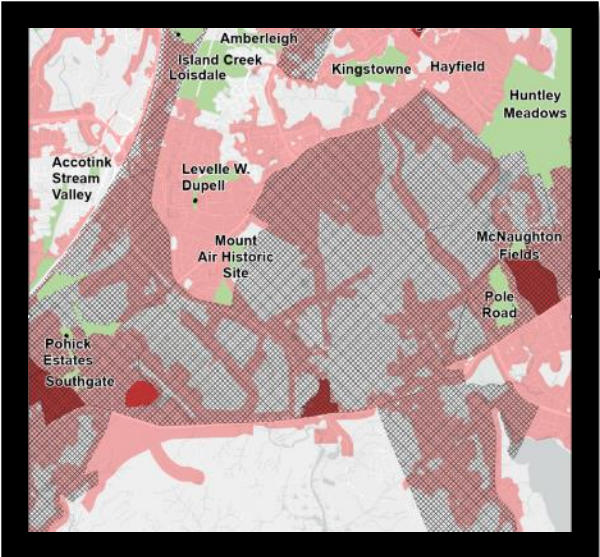 Amberleigh
Island Creek
Loisdale
Kingstowne
Hayfield
Huntley
Meadows
Accotink
Stream
Valley
Levelle W.
Dupell
Mount
Air Historic
Site
McNaughton
Fields
Pole
Road
Pohick
Estates
Southgate